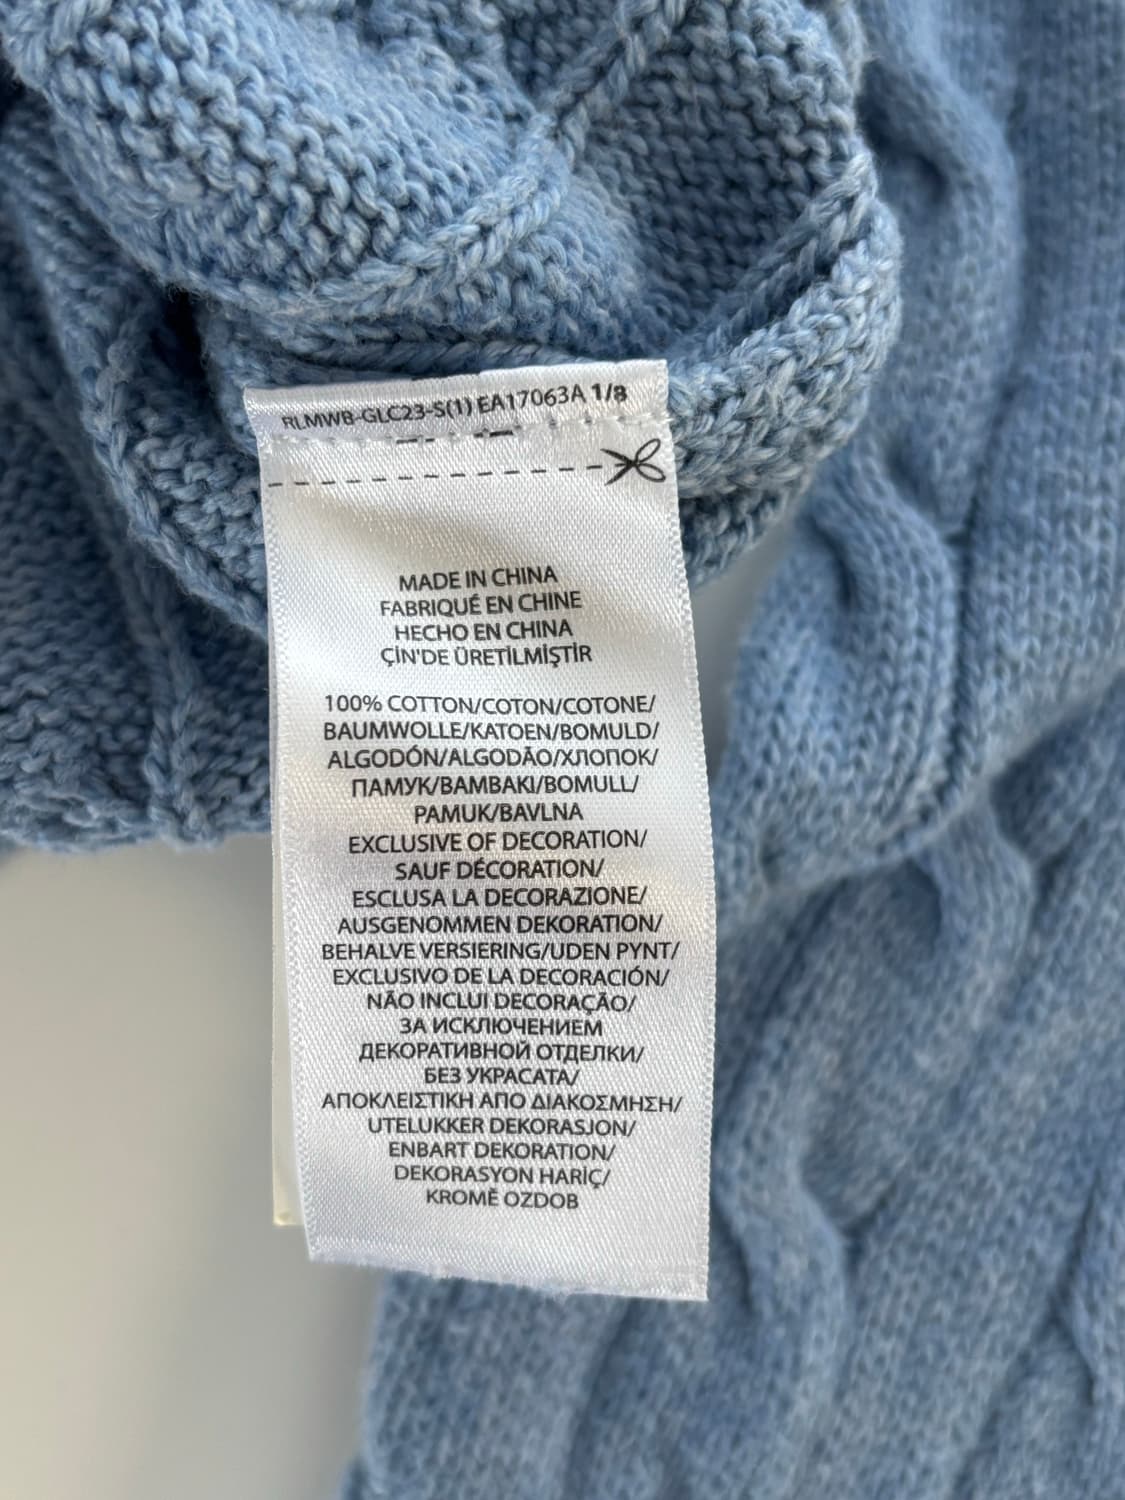 RLMWB-GLC23-S(1) EA17063A 1/8
MADE IN CHINA
FABRIQUÉ EN CHINE
HECHO EN CHINA
ÇİN'DE ÜRETİLMİŞTİR
100% COTTON/COTON/COTONE/
BAUMWOLLE/KATOEN/BOMULD/
ALGODÓN/ALGODÃO/ХЛОПОК/
ПАМУК/BAMBAKI/BOMULL/
PAMUK/BAVLNA
EXCLUSIVE OF DECORATION/
SAUF DÉCORATION/
ESCLUSA LA DECORAZIONE/
AUSGENOMMEN DEKORATION/
BEHALVE VERSIERING/UDEN PYNT/
EXCLUSIVO DE LA DECORACIÓN/
NÃO INCLUI DECORAÇÃO/
ЗА ИСКЛЮЧЕНИЕМ
ДЕКОРАТИВНОЙ ОТДЕЛКИ/
БЕЗ УКРАСАТА/
ΑΠΟΚΛΕΙΣΤΙΚΗ ΑΠΟ ΔΙΑΚΟΣΜΗΣΗ/
UTELUKKER DEKORASJON/
ENBART DEKORATION/
DEKORASYON HARİÇ/
KROMĚ OZDOB